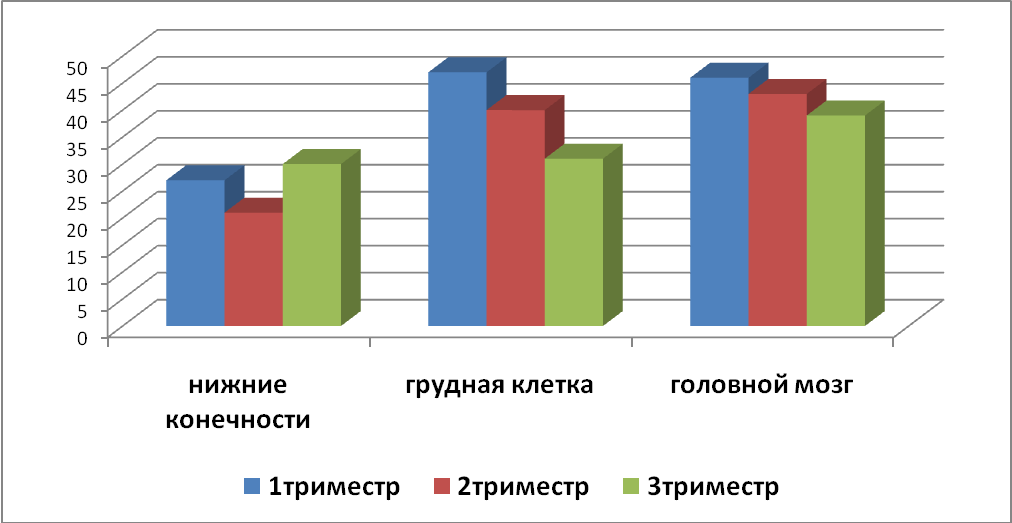 50
45
40
35
30
25
20
15
10
5
0
нижние
конечности
грудная клетка
головной мозг
1триместр 2триместр 3триместр